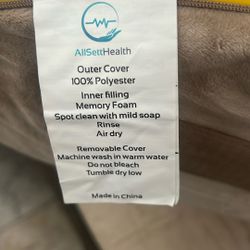 AllSettHealth
Outer Cover
100% Polyester
Inner filling
Memory Foam
Spot clean with mild soap
Rinse
Air dry
Removable Cover
Machine wash in warm water
Do not bleach
Tumble dry low
Made in China